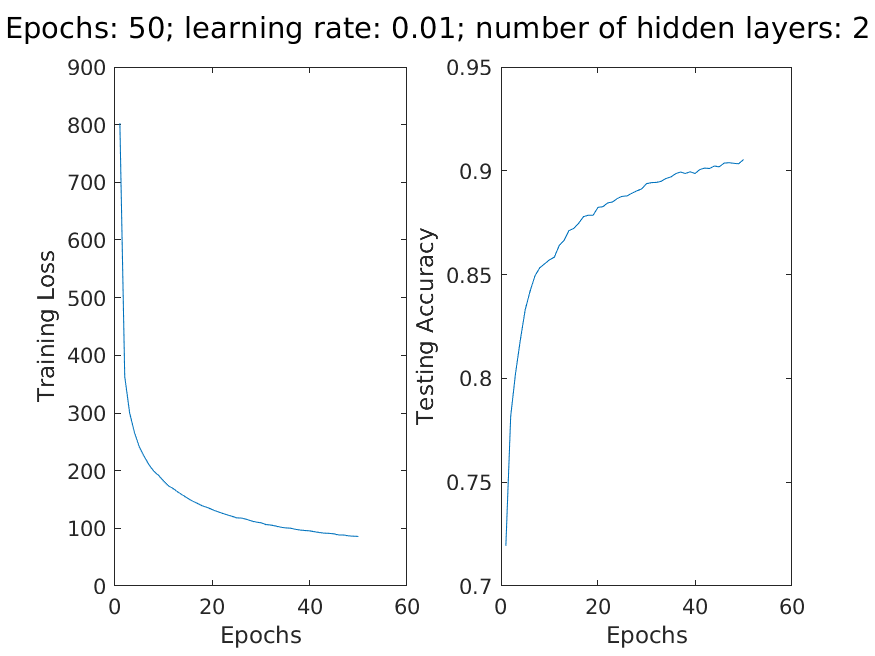 Epochs: 50; learning rate: 0.01; number of hidden layers: 2
900
800
700
600
500
400
300
200
100
0
Training Loss
0 20 40 60
Epochs
0.95
0.9
0.85
0.8
0.75
0.7
Testing Accuracy
0 20 40 60
Epochs